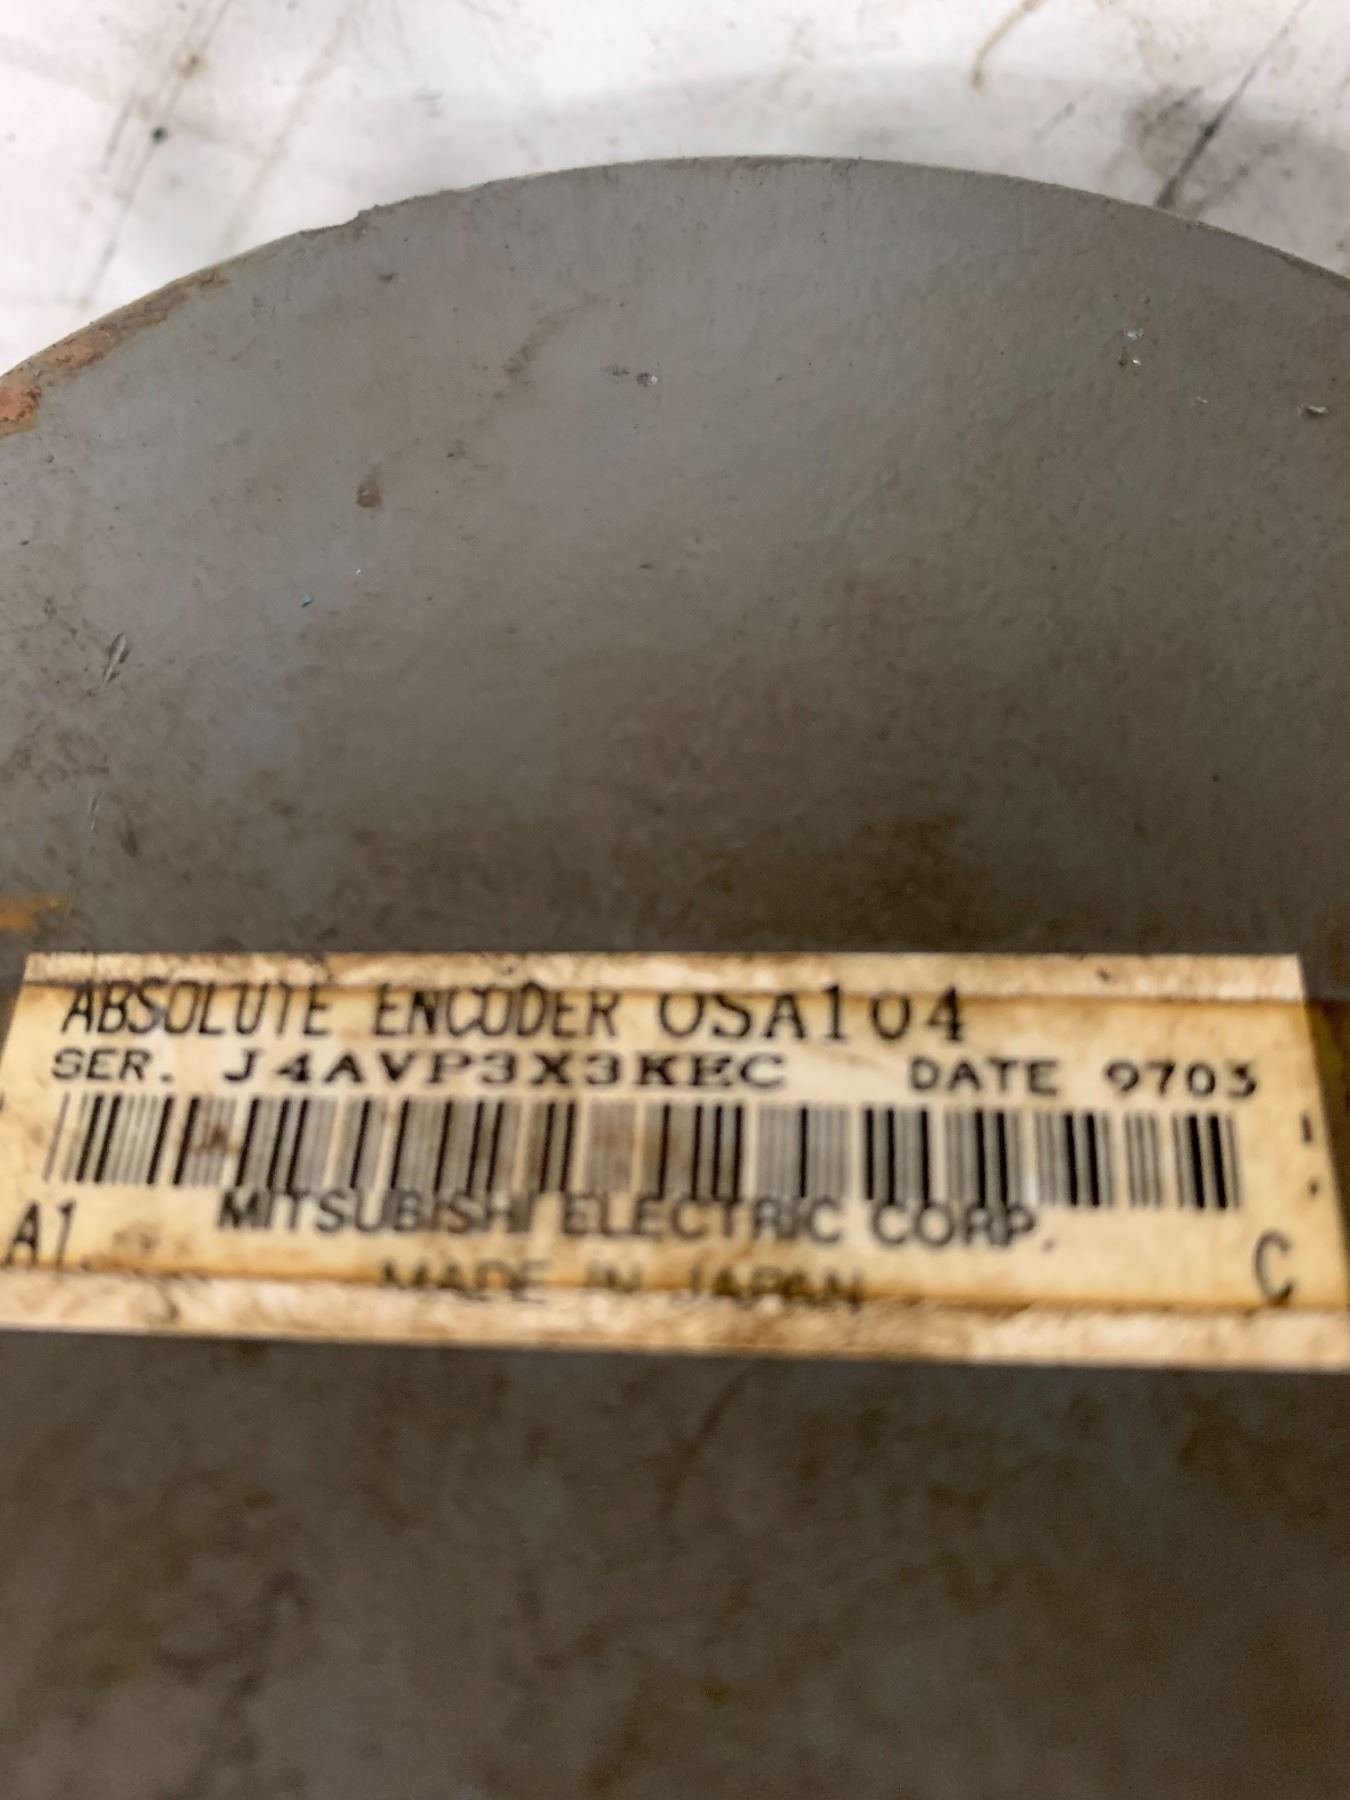 ABSOLUTE ENCODER OSA104
SER. J4AVP3X3KEC DATE 9703
MITSUBISHI ELECTRIC CORP.
A1 C
MADE IN JAPAN